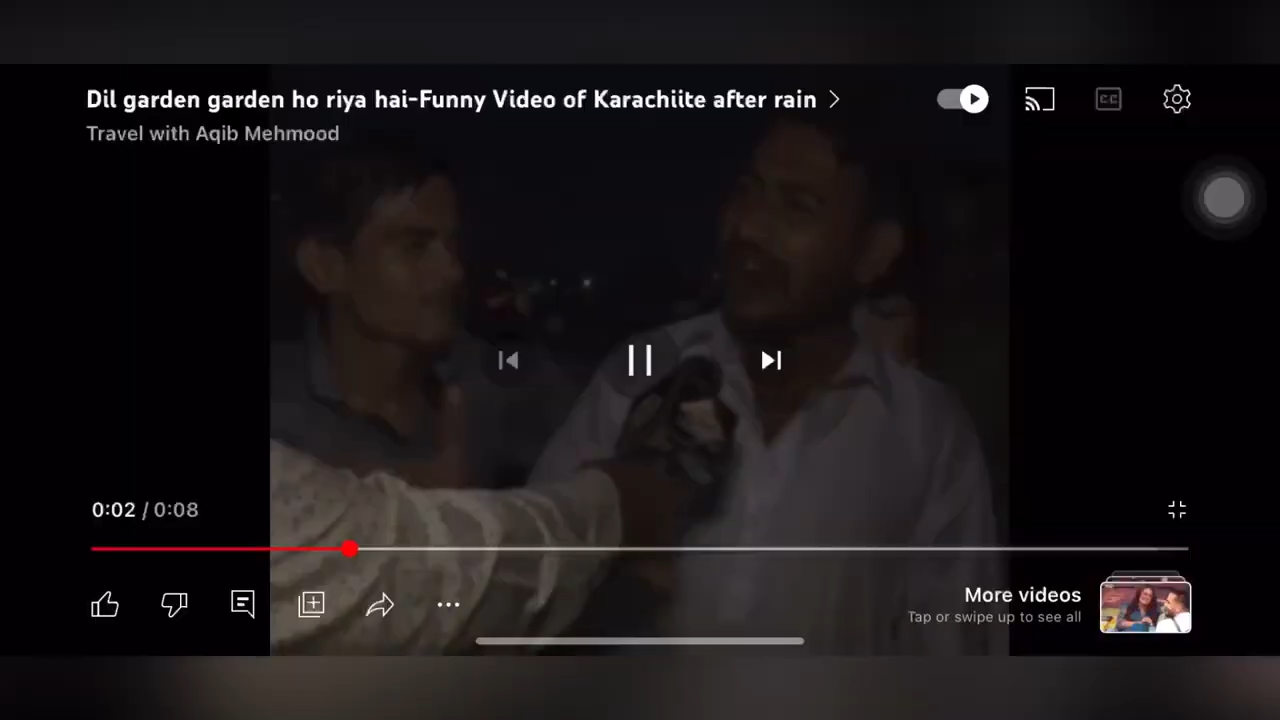 Dil garden garden ho riya hai-Funny Video of Karachiite after rain
Travel with Aqib Mehmood
CC
0:02 / 0:08
More videos
Tap or swipe up to see all